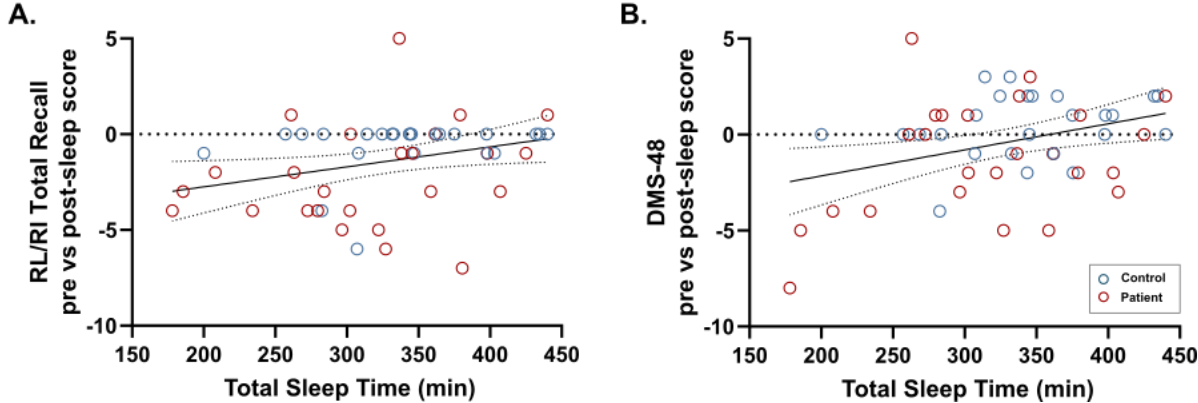 A.
RL/RI Total Recall
pre vs post-sleep score
5
0
-5
-10
150 200 250 300 350 400 450
Total Sleep Time (min)
B.
DMS-48
pre vs post-sleep score
5
0
-5
-10
150 200 250 300 350 400 450
Total Sleep Time (min)
Control
Patient